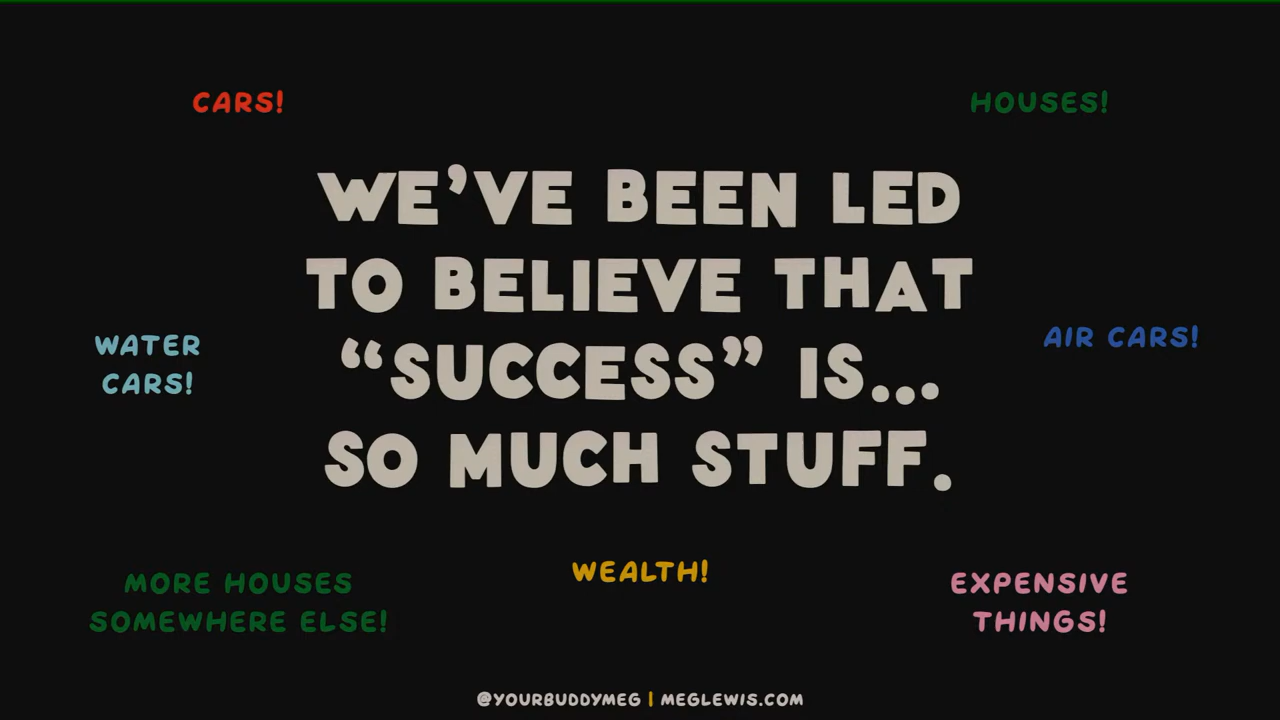 CARS!
HOUSES!
WE’VE BEEN LED
TO BELIEVE THAT
“SUCCESS” IS...
SO MUCH STUFF.
WATER
CARS!
AIR CARS!
MORE HOUSES
SOMEWHERE ELSE!
WEALTH!
EXPENSIVE
THINGS!
@YOURBUDDYMEG | MEGLEWIS.COM